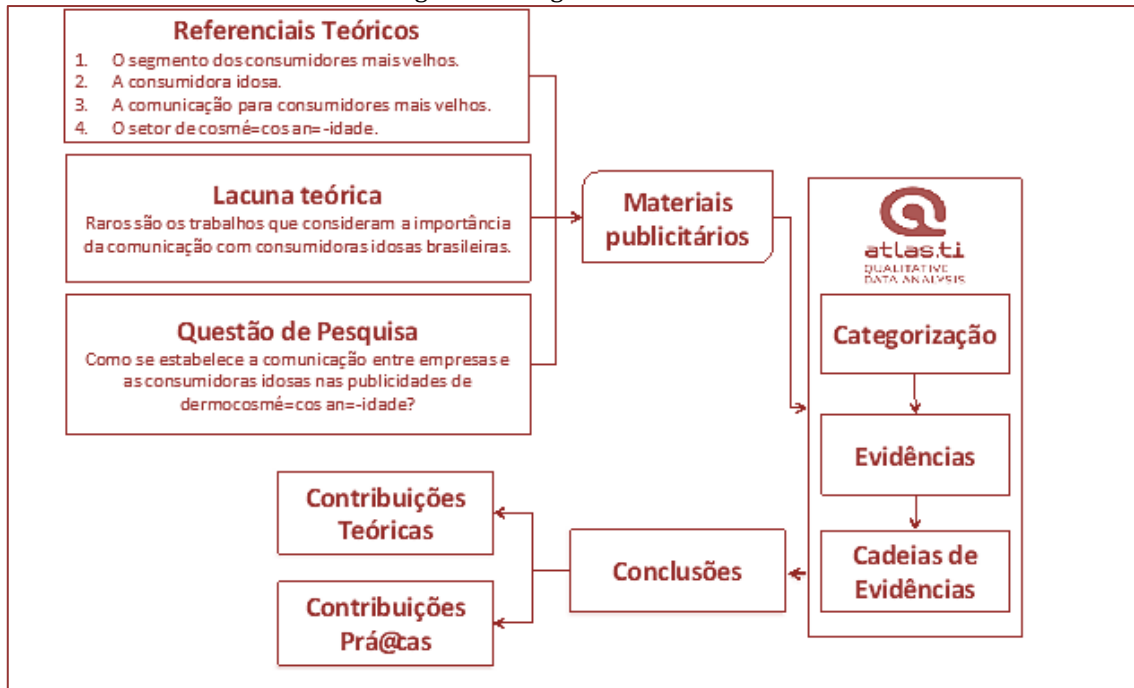 Referenciais Teóricos
1. O segmento dos consumidores mais velhos.
2. A consumidora idosa.
3. A comunicação para consumidores mais velhos.
4. O setor de cosmé=cos an=-idade.
Lacuna teórica
Raros são os trabalhos que consideram a importância
da comunicação com consumidoras idosas brasileiras.
Questão de Pesquisa
Como se estabelece a comunicação entre empresas e
as consumidoras idosas nas publicidades de
dermocosmé=cos an=-idade?
Materiais
publicitários
atlas.ti
QUALITATIVE
DATA ANALYSIS
Categorização
Evidências
Cadeias de
Evidências
Conclusões
Contribuições
Teóricas
Contribuições
Prá@cas